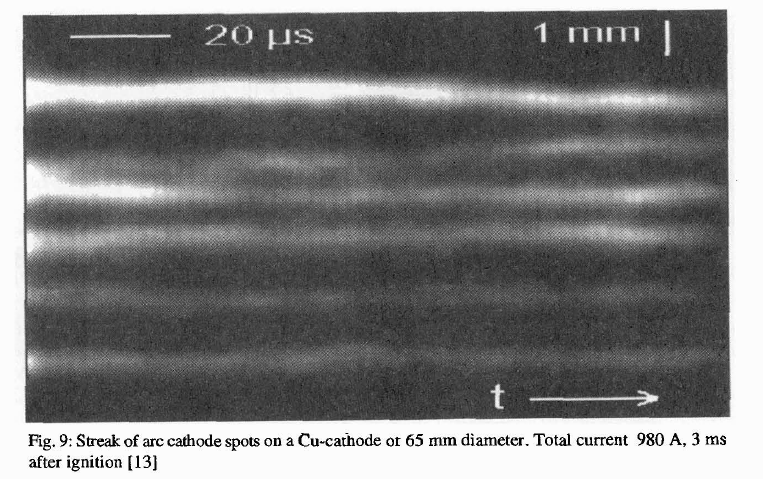 20 µs 1 mm
t
Fig. 9: Streak of arc cathode spots on a Cu-cathode of 65 mm diameter. Total current 980 A, 3 ms
after ignition [13]